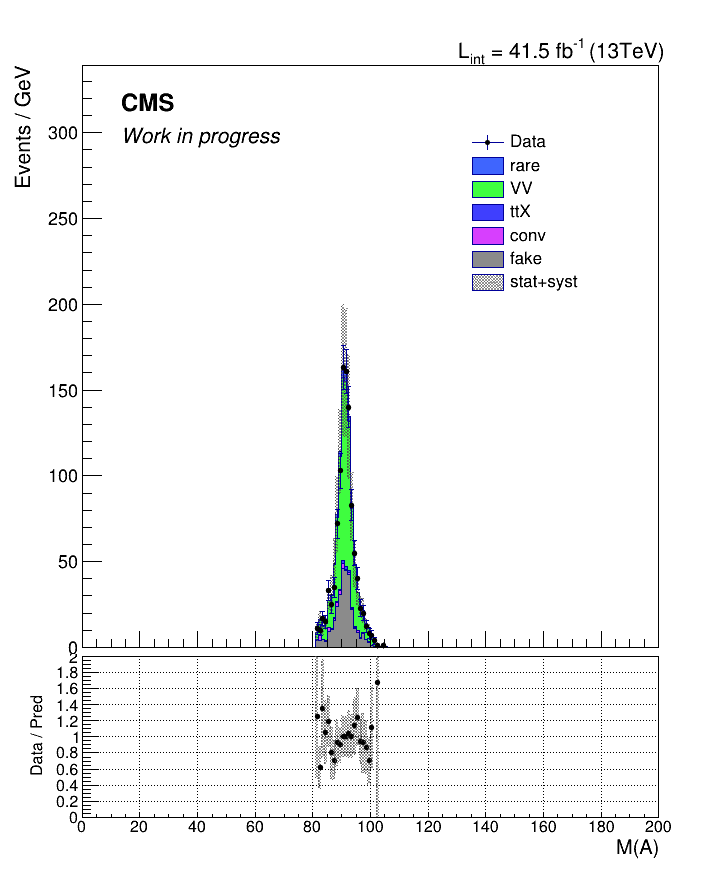 L_int = 41.5 fb^-1 (13TeV)
Events / GeV
CMS
Work in progress
Data
rare
VV
ttX
conv
fake
stat+syst
300
250
200
150
100
50
0
Data / Pred
2
1.8
1.6
1.4
1.2
1
0.8
0.6
0.4
0.2
0
0 20 40 60 80 100 120 140 160 180 200
M(A)